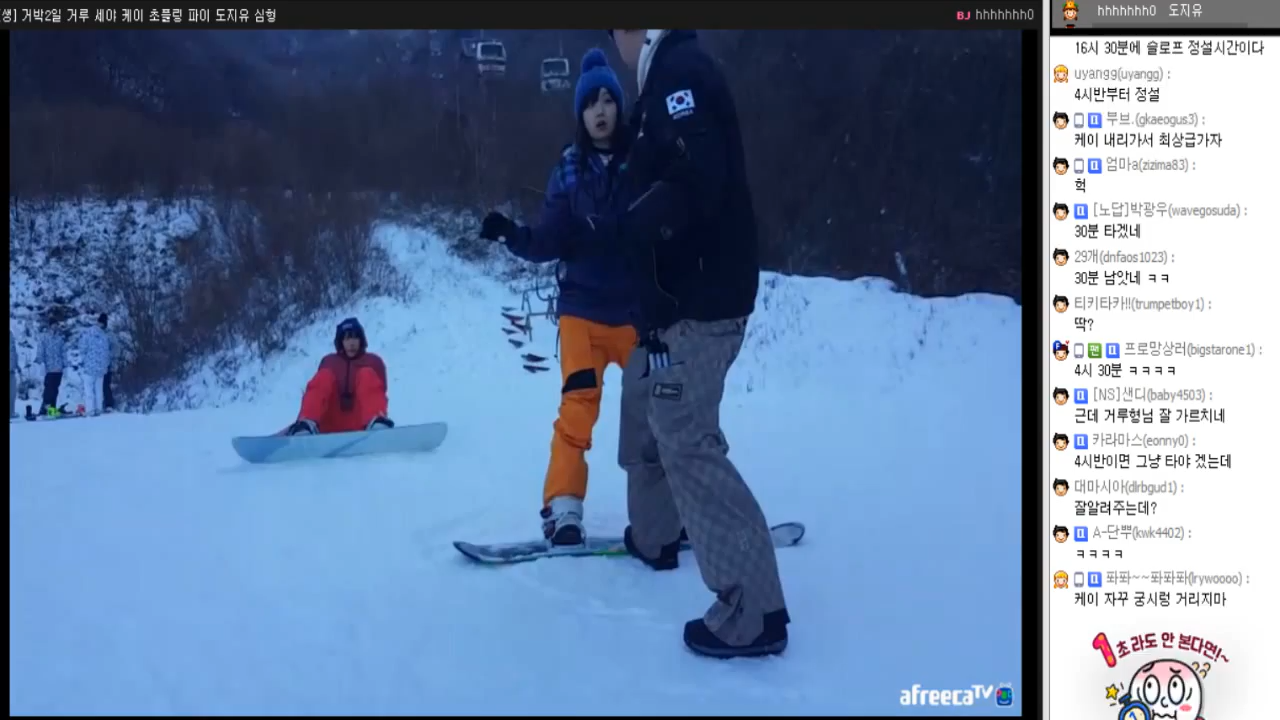 생] 거박2일 거루 세야 케이 초플링 파이 도지유 심형
BJ hhhhhhh0
KOREA
afreecaTV
hhhhhhh0 도지유
16시 30분에 슬로프 정설시간이다
uyangg(uyangg) :
4시반부터 정설
부브.(gkaeogus3) :
케이 내리가서 최상급가자
엄마a(zizima83) :
헉
[노답]박광우(wavegosuda) :
30분 타겠네
29개(dnfaos1023) :
30분 남앗네 ㅋㅋ
티키타카!!(trumpetboy1) :
딱?
프로망상러(bigstarone1) :
4시 30분 ㅋㅋㅋㅋ
[NS]샌디(baby4503) :
근데 거루형님 잘 가르치네
카라마스(eonny0) :
4시반이면 그냥 타야 겠는데
대마시아(dlrbgud1) :
잘알려주는데?
A-단뿌(kwk4402) :
ㅋㅋㅋㅋ
퐈퐈~~퐈퐈퐈(lrywoooo) :
케이 자꾸 궁시렁 거리지마
1초라도 안 본다면!~